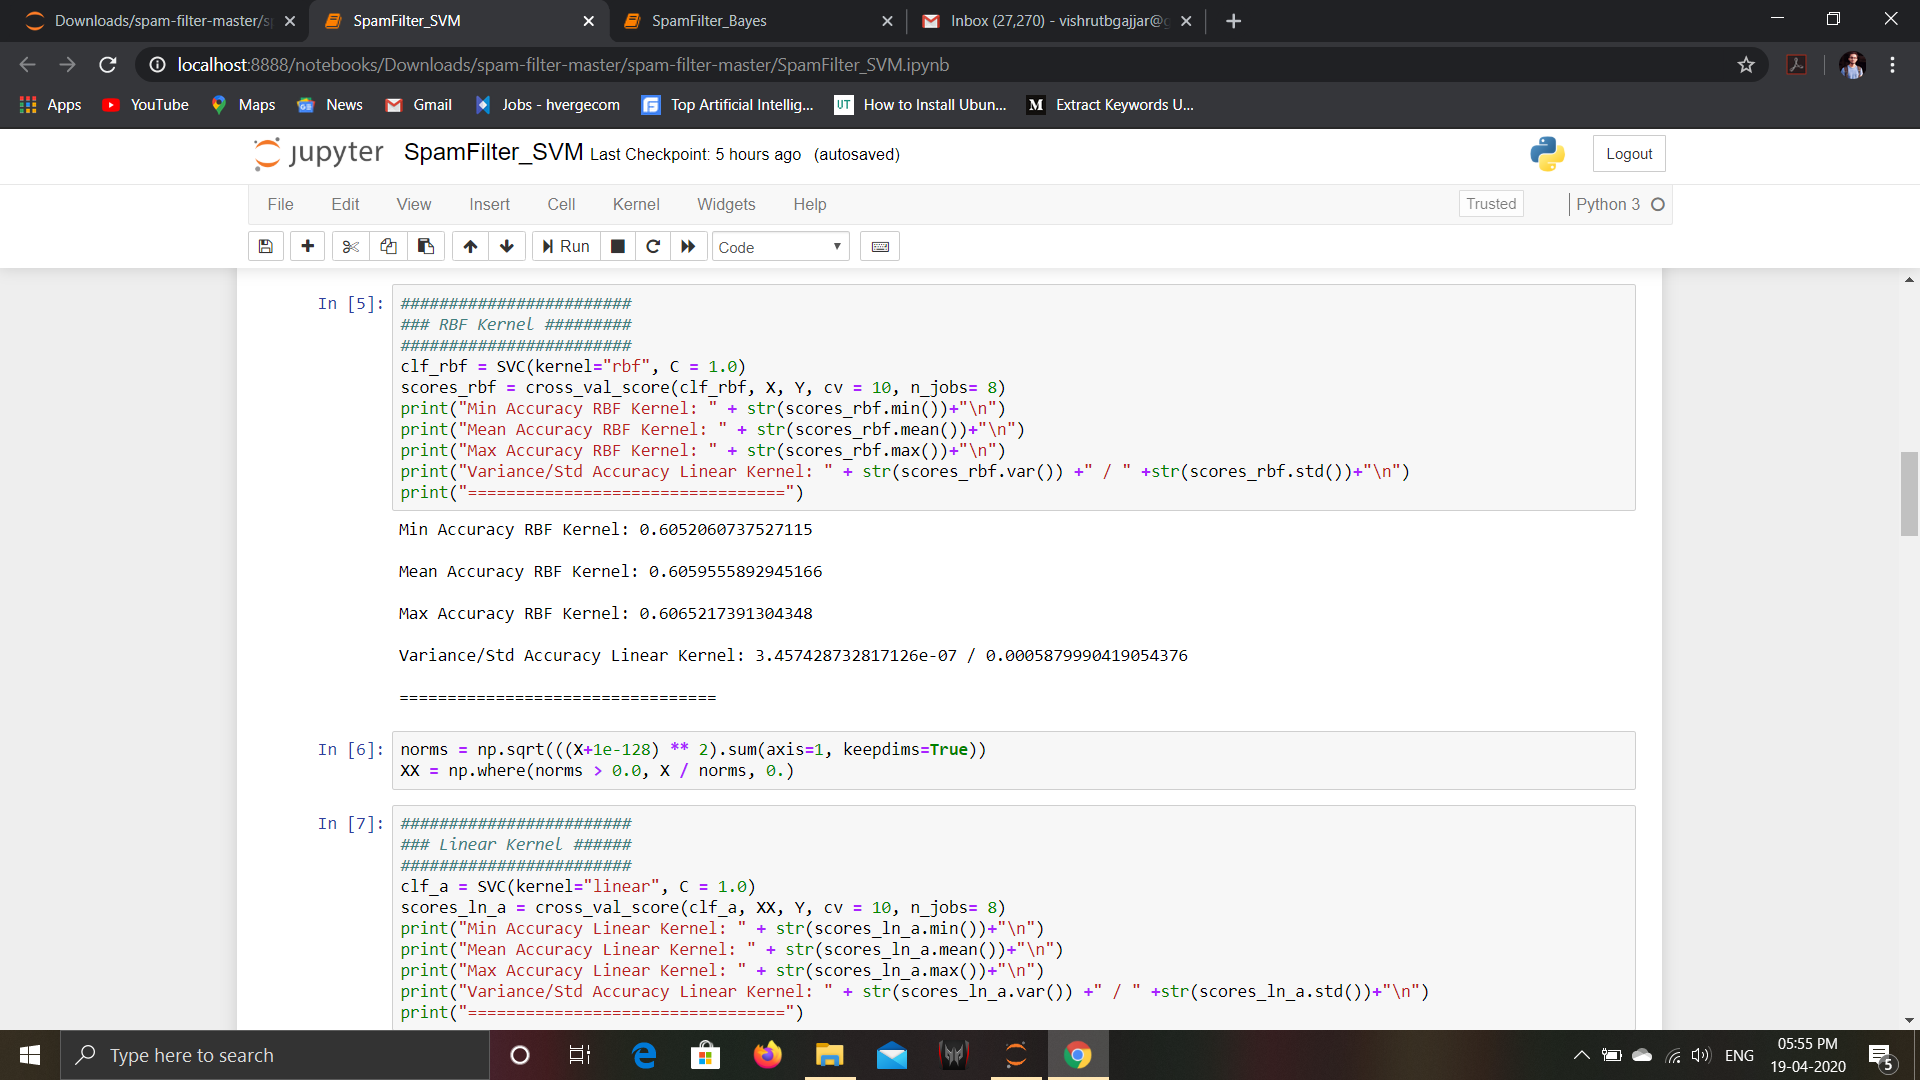 Downloads/spam-filter-master/s
SpamFilter_SVM
SpamFilter_Bayes
Inbox (27,270) - vishrutbgajjar@g
localhost:8888/notebooks/Downloads/spam-filter-master/spam-filter-master/SpamFilter_SVM.ipynb
Apps YouTube Maps News Gmail Jobs - hvergecom Top Artificial Intellig... How to Install Ubun... Extract Keywords U...
jupyter SpamFilter_SVM Last Checkpoint: 5 hours ago (autosaved) Logout
File Edit View Insert Cell Kernel Widgets Help Trusted Python 3
Run Code
In [5]: ########################
### RBF Kernel #########
########################
clf_rbf = SVC(kernel="rbf", C = 1.0)
scores_rbf = cross_val_score(clf_rbf, X, Y, cv = 10, n_jobs= 8)
print("Min Accuracy RBF Kernel: " + str(scores_rbf.min())+"\n")
print("Mean Accuracy RBF Kernel: " + str(scores_rbf.mean())+"\n")
print("Max Accuracy RBF Kernel: " + str(scores_rbf.max())+"\n")
print("Variance/Std Accuracy Linear Kernel: " + str(scores_rbf.var()) +" / " +str(scores_rbf.std())+"\n")
print("=================================")
Min Accuracy RBF Kernel: 0.6052060737527115
Mean Accuracy RBF Kernel: 0.6059555892945166
Max Accuracy RBF Kernel: 0.6065217391304348
Variance/Std Accuracy Linear Kernel: 3.457428732817126e-07 / 0.0005879990419054376
=================================
In [6]: norms = np.sqrt(((X+1e-128) ** 2).sum(axis=1, keepdims=True))
XX = np.where(norms > 0.0, X / norms, 0.)
In [7]: ########################
### Linear Kernel ######
########################
clf_a = SVC(kernel="linear", C = 1.0)
scores_ln_a = cross_val_score(clf_a, XX, Y, cv = 10, n_jobs= 8)
print("Min Accuracy Linear Kernel: " + str(scores_ln_a.min())+"\n")
print("Mean Accuracy Linear Kernel: " + str(scores_ln_a.mean())+"\n")
print("Max Accuracy Linear Kernel: " + str(scores_ln_a.max())+"\n")
print("Variance/Std Accuracy Linear Kernel: " + str(scores_ln_a.var()) +" / " +str(scores_ln_a.std())+"\n")
print("=================================")
Type here to search
ENG
05:55 PM
19-04-2020
5